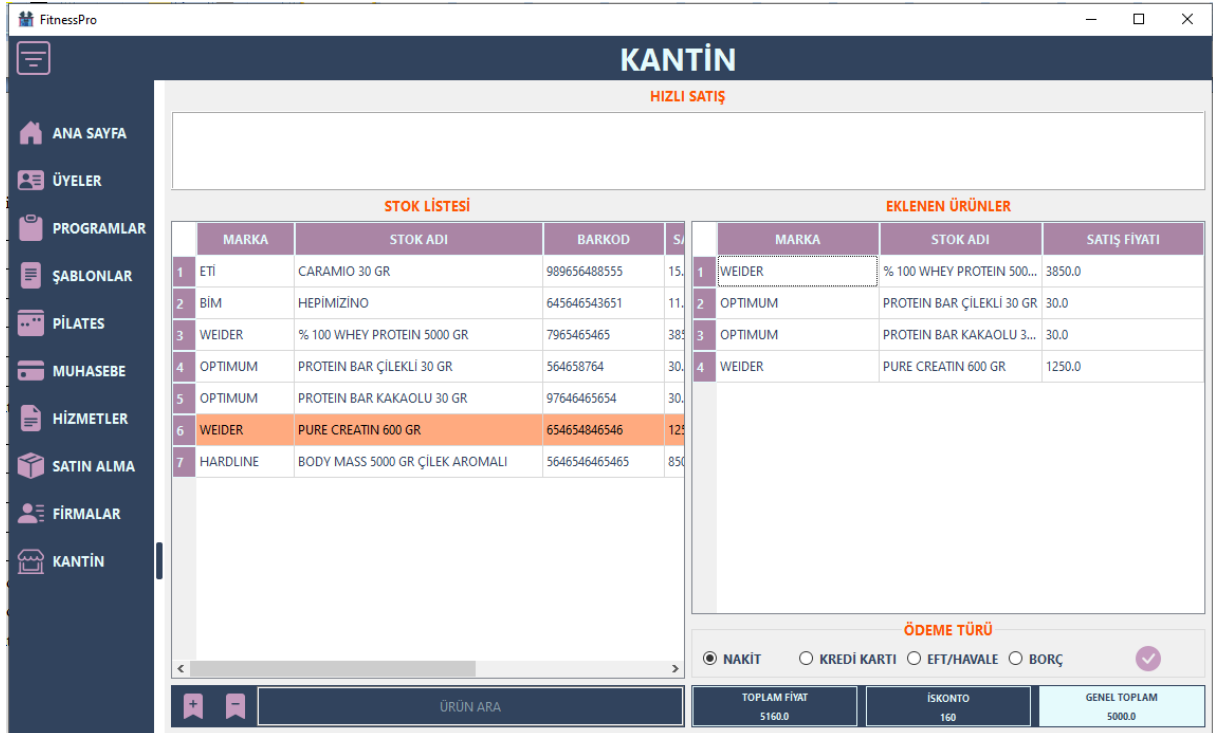 FitnessPro
KANTİN
ANA SAYFA
ÜYELER
PROGRAMLAR
ŞABLONLAR
PİLATES
MUHASEBE
HİZMETLER
SATIN ALMA
FİRMALAR
KANTİN
HIZLI SATIŞ
STOK LİSTESİ
MARKA STOK ADI BARKOD
1 ETİ CARAMIO 30 GR 989656488555 15.
2 BİM HEPİMİZİNO 645646543651 11.
3 WEIDER % 100 WHEY PROTEIN 5000 GR 7965465465 385
4 OPTIMUM PROTEIN BAR ÇİLEKLİ 30 GR 564658764 30.
5 OPTIMUM PROTEIN BAR KAKAOLU 30 GR 97646465654 30.
6 WEIDER PURE CREATIN 600 GR 654654846546 125
7 HARDLINE BODY MASS 5000 GR ÇİLEK AROMALI 5646546465465 850
ÜRÜN ARA
EKLENEN ÜRÜNLER
MARKA STOK ADI SATIŞ FİYATI
1 WEIDER % 100 WHEY PROTEIN 500... 3850.0
2 OPTIMUM PROTEIN BAR ÇİLEKLİ 30 GR 30.0
3 OPTIMUM PROTEIN BAR KAKAOLU 3... 30.0
4 WEIDER PURE CREATIN 600 GR 1250.0
ÖDEME TÜRÜ
NAKİT KREDİ KARTI EFT/HAVALE BORÇ
TOPLAM FİYAT İSKONTO GENEL TOPLAM
5160.0 160 5000.0